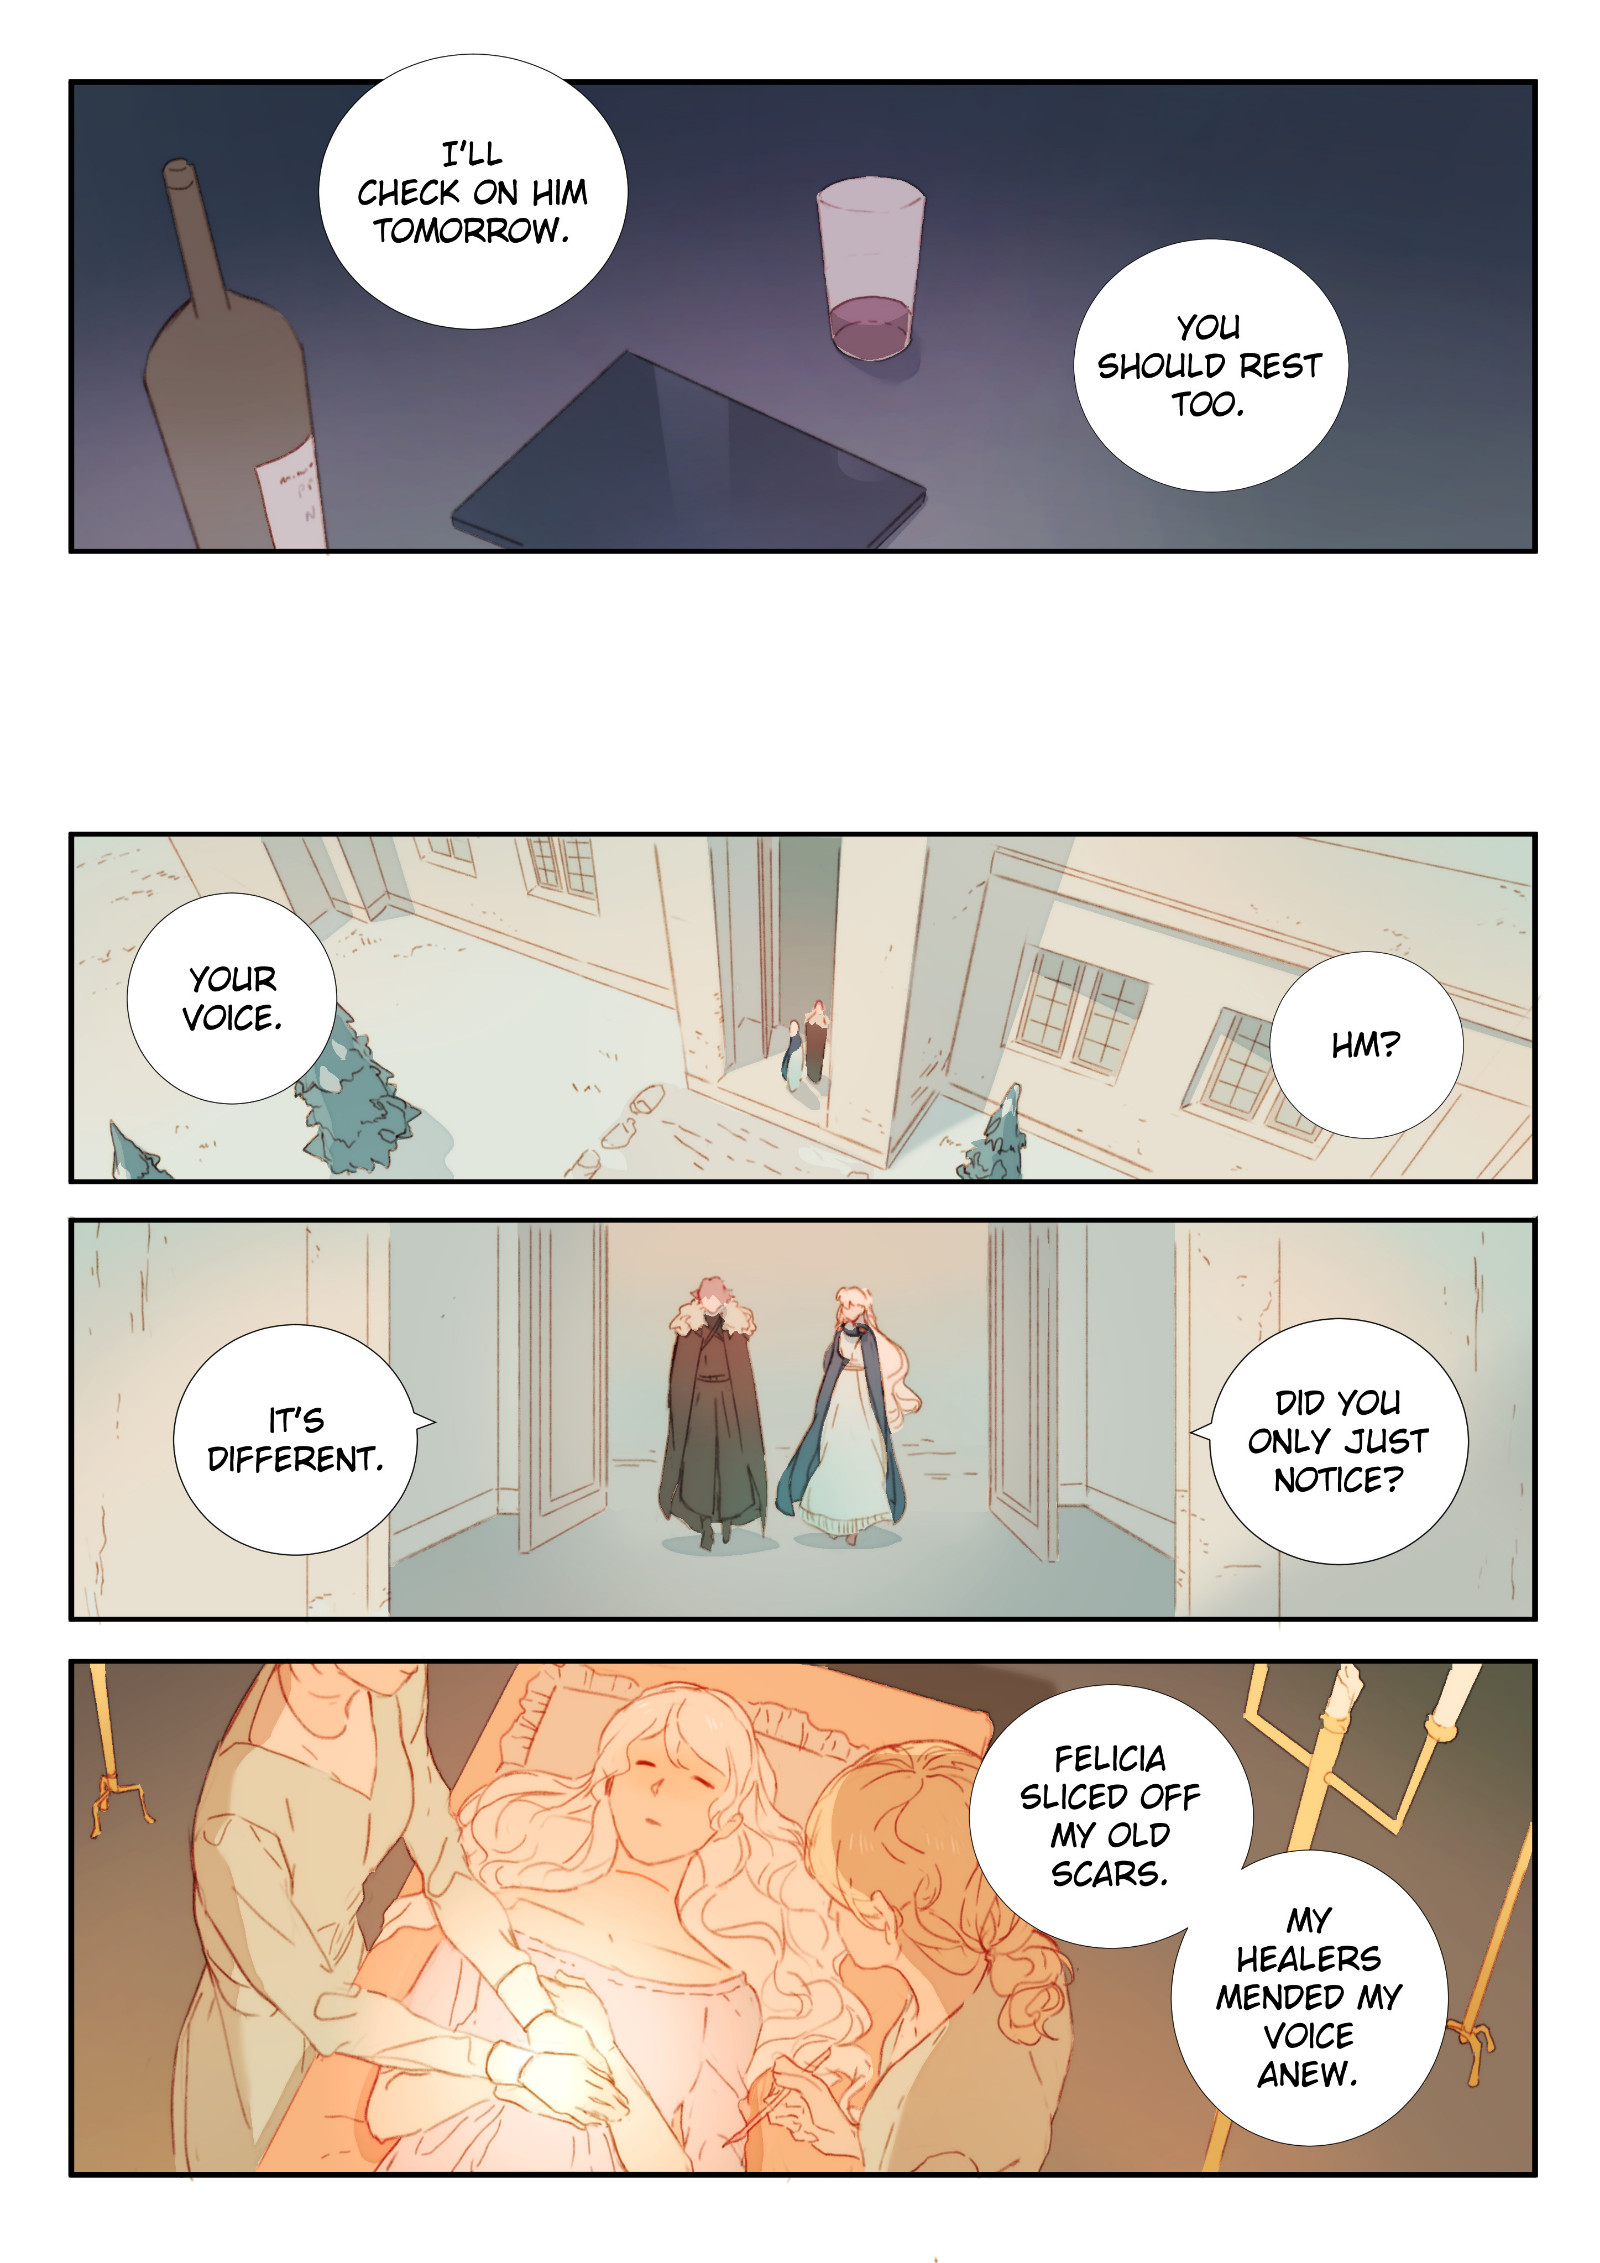 I'LL
CHECK ON HIM
TOMORROW.
YOU
SHOULD REST
TOO.
YOUR
VOICE.
HM?
IT'S
DIFFERENT.
DID YOU
ONLY JUST
NOTICE?
FELICIA
SLICED OFF
MY OLD
SCARS.
MY
HEALERS
MENDED MY
VOICE
ANEW.